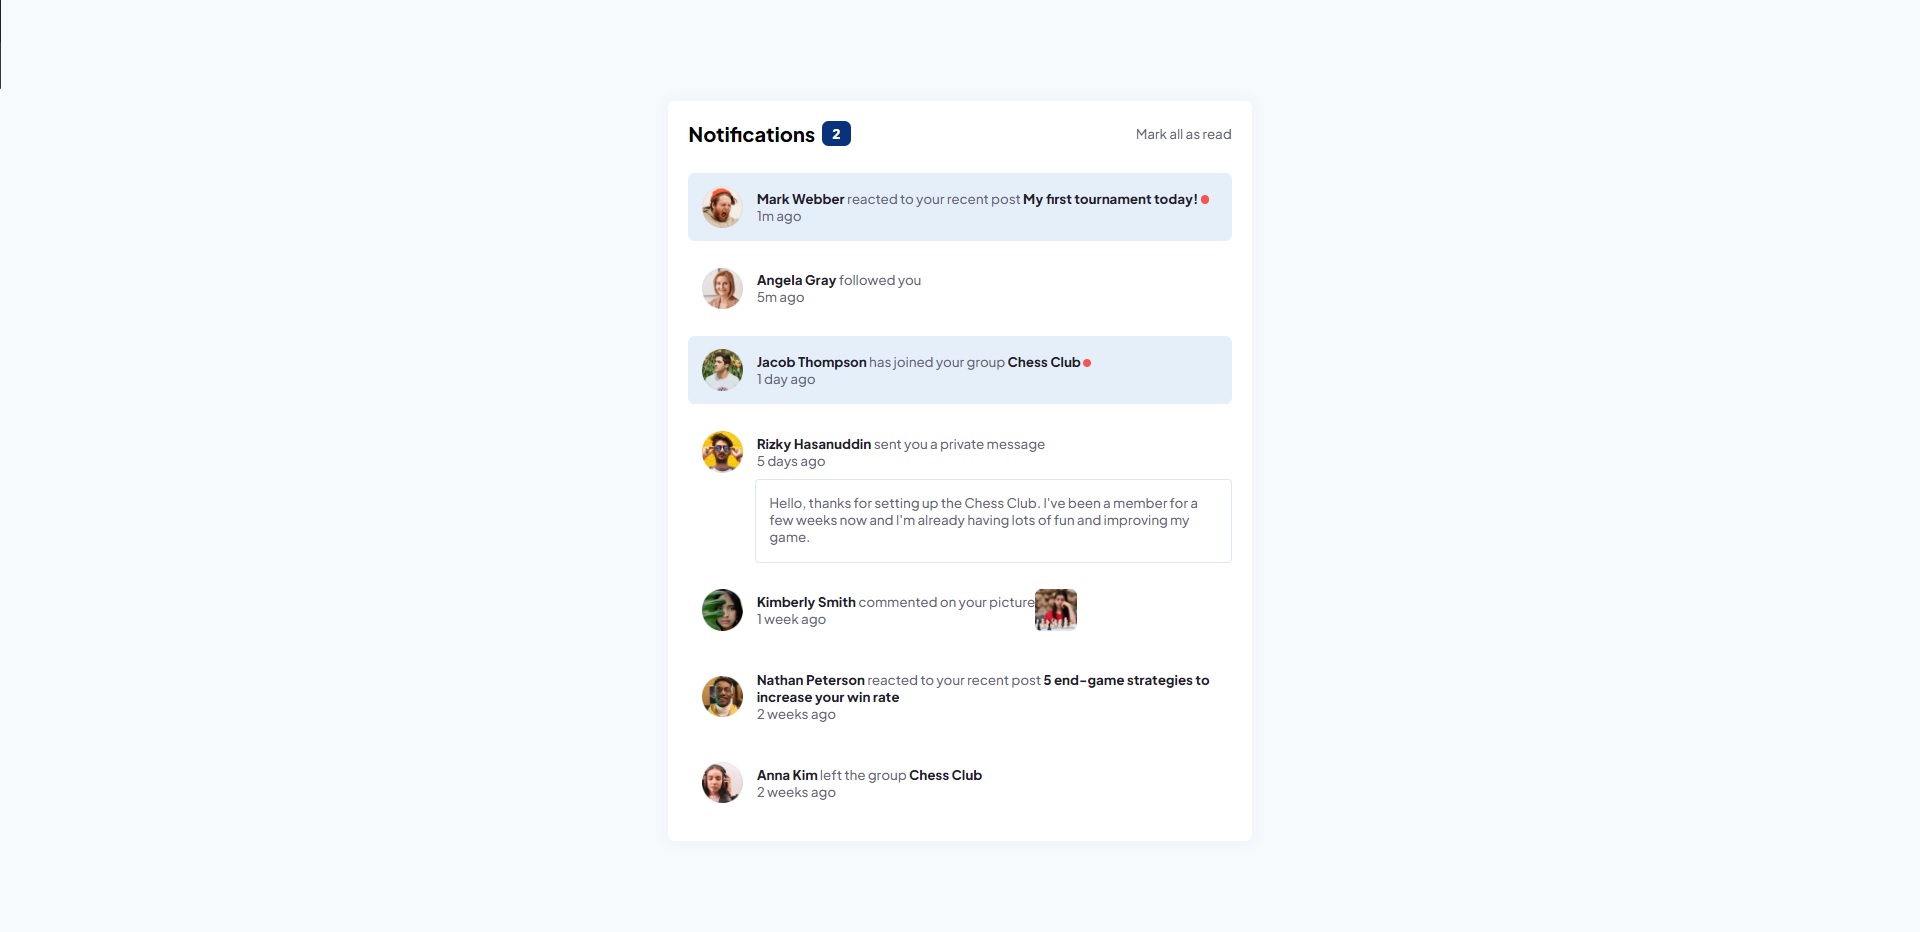 Notifications 2
Mark all as read
Mark Webber reacted to your recent post My first tournament today!
1m ago
Angela Gray followed you
5m ago
Jacob Thompson has joined your group Chess Club
1 day ago
Rizky Hasanuddin sent you a private message
5 days ago
Hello, thanks for setting up the Chess Club. I've been a member for a
few weeks now and I'm already having lots of fun and improving my
game.
Kimberly Smith commented on your picture
1 week ago
Nathan Peterson reacted to your recent post 5 end-game strategies to
increase your win rate
2 weeks ago
Anna Kim left the group Chess Club
2 weeks ago